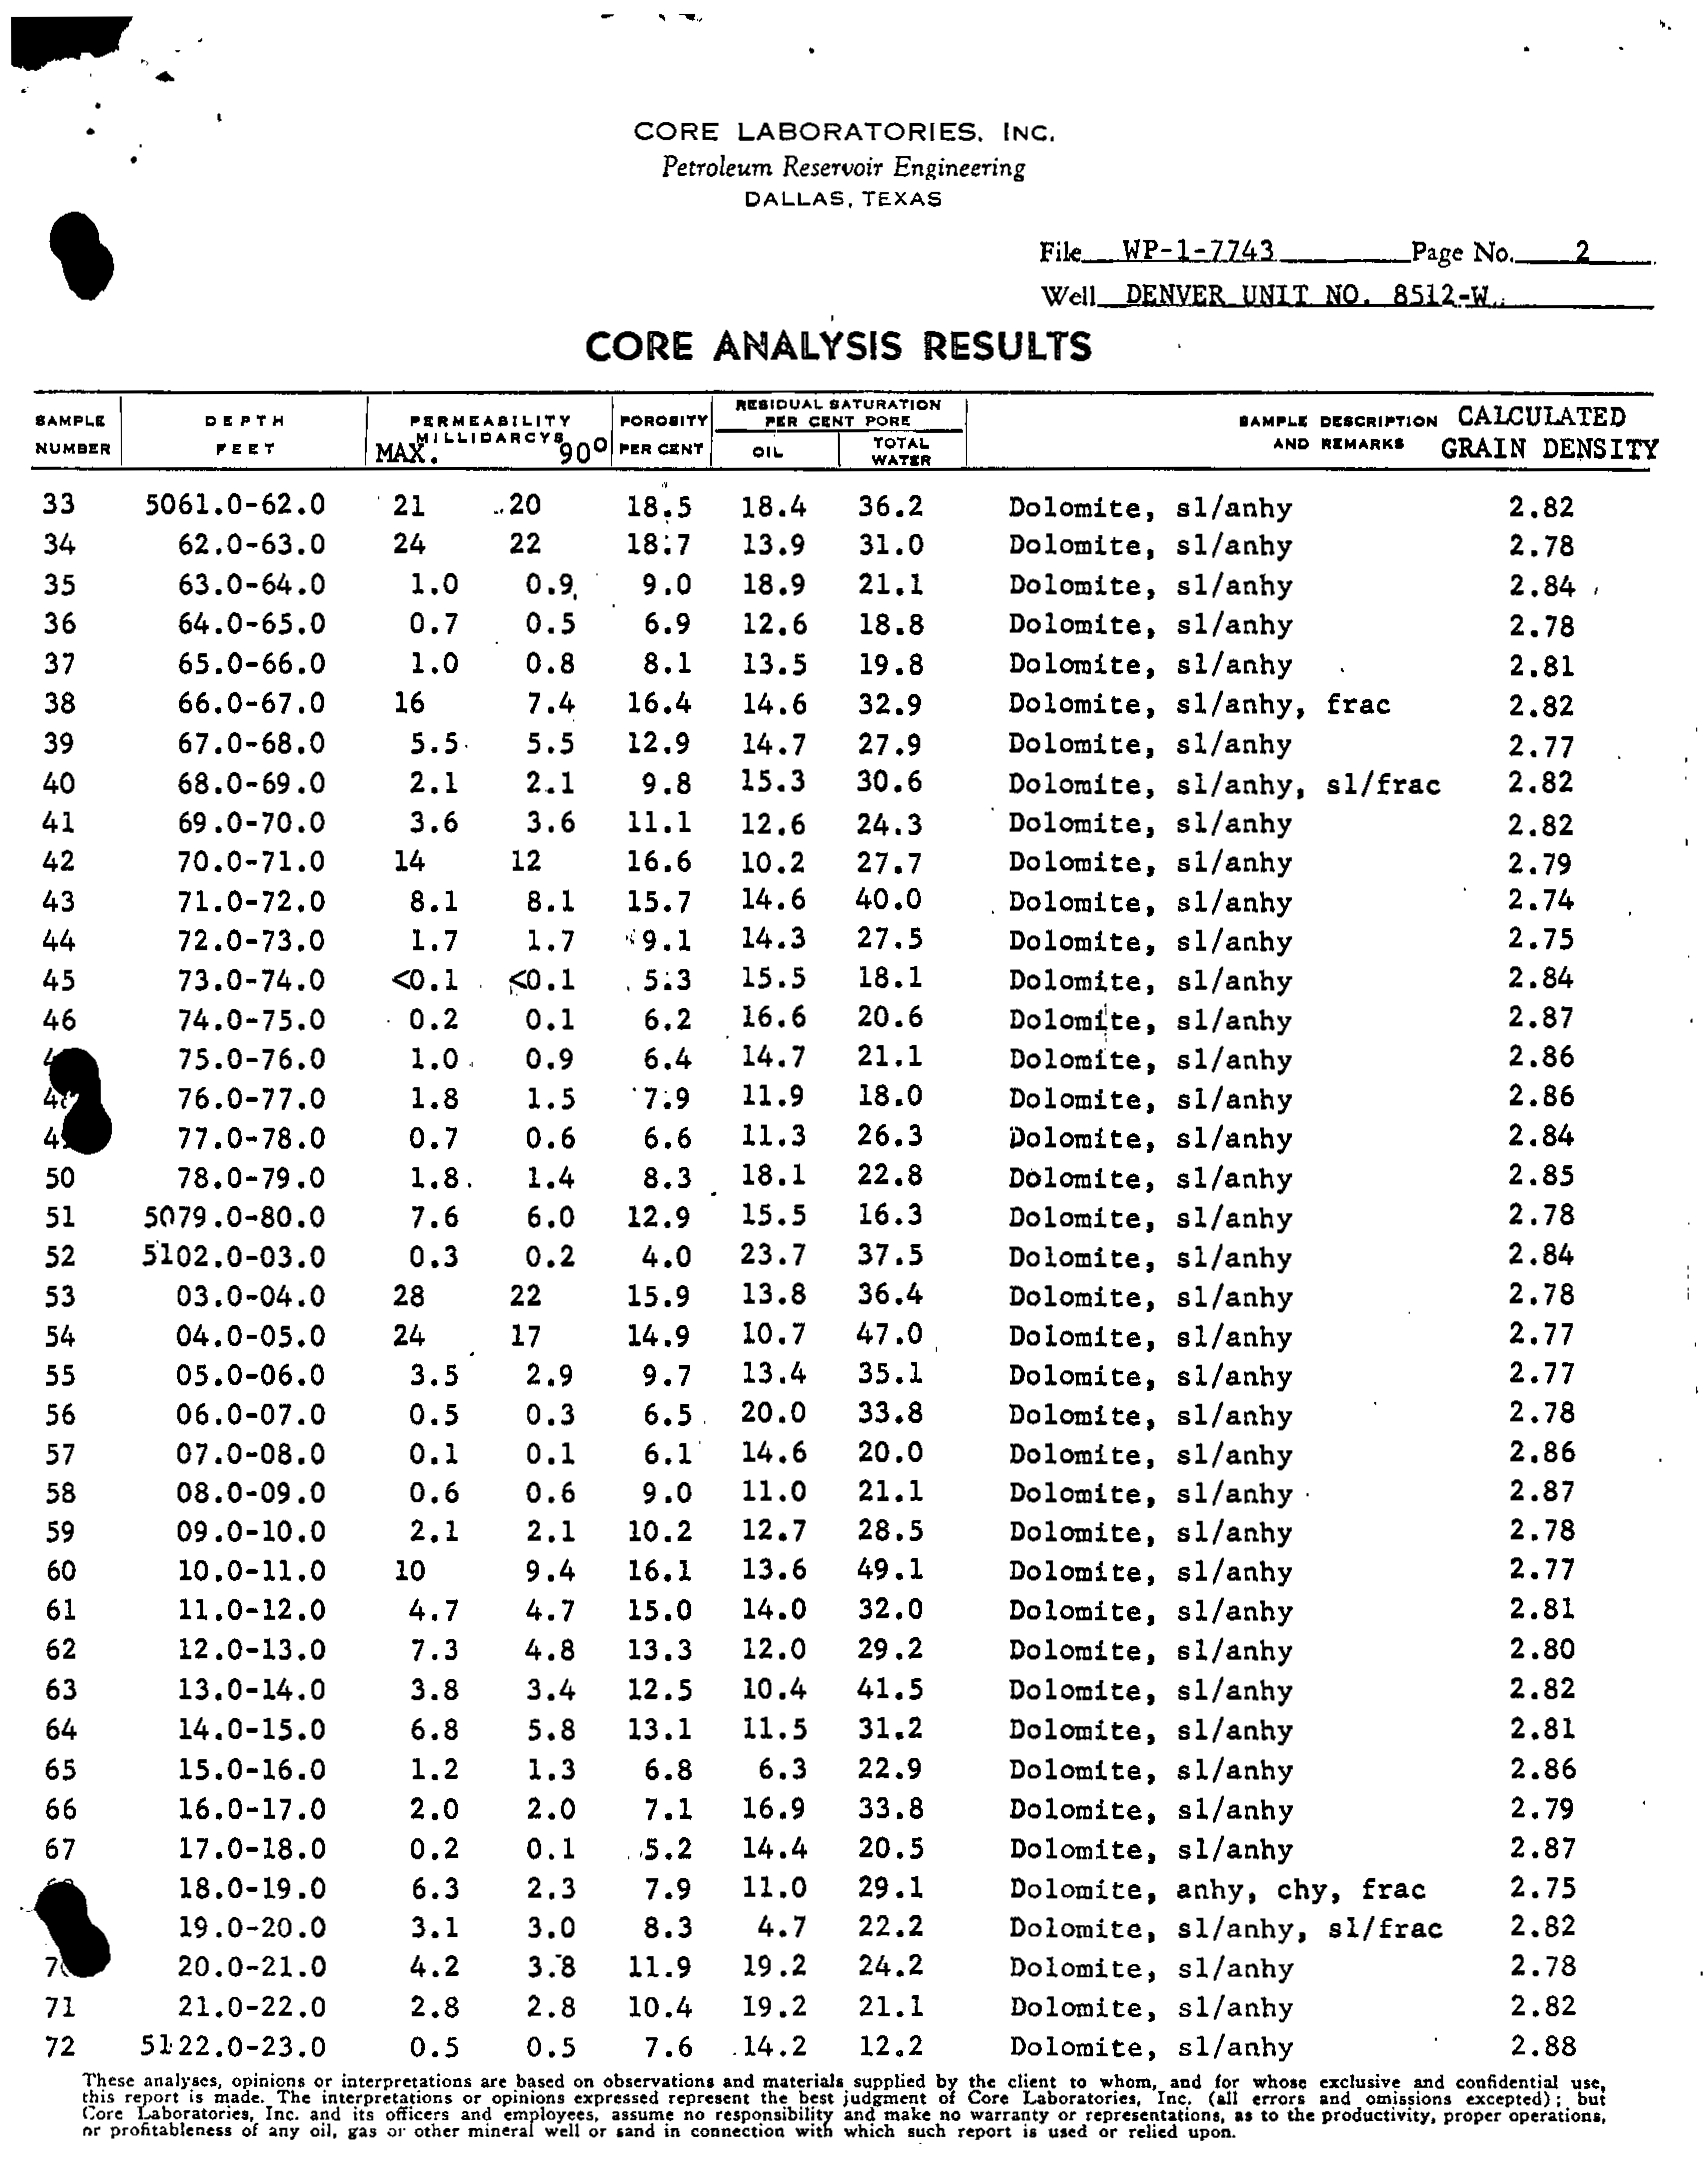 CORE LABORATORIES, INC.
Petroleum Reservoir Engineering
DALLAS, TEXAS
File WP-1-7743 Page No. 2
Well DENVER UNIT NO. 8512-W
CORE ANALYSIS RESULTS
SAMPLE NUMBER DEPTH FEET PERMEABILITY MILLIDARCYS MAX. 90° POROSITY PER CENT RESIDUAL SATURATION PER CENT PORE OIL TOTAL WATER SAMPLE DESCRIPTION AND REMARKS CALCULATED GRAIN DENSITY
33 5061.0-62.0 21 20 18.5 18.4 36.2 Dolomite, sl/anhy 2.82
34 62.0-63.0 24 22 18.7 13.9 31.0 Dolomite, sl/anhy 2.78
35 63.0-64.0 1.0 0.9 9.0 18.9 21.1 Dolomite, sl/anhy 2.84
36 64.0-65.0 0.7 0.5 6.9 12.6 18.8 Dolomite, sl/anhy 2.78
37 65.0-66.0 1.0 0.8 8.1 13.5 19.8 Dolomite, sl/anhy 2.81
38 66.0-67.0 16 7.4 16.4 14.6 32.9 Dolomite, sl/anhy, frac 2.82
39 67.0-68.0 5.5 5.5 12.9 14.7 27.9 Dolomite, sl/anhy 2.77
40 68.0-69.0 2.1 2.1 9.8 15.3 30.6 Dolomite, sl/anhy, sl/frac 2.82
41 69.0-70.0 3.6 3.6 11.1 12.6 24.3 Dolomite, sl/anhy 2.82
42 70.0-71.0 14 12 16.6 10.2 27.7 Dolomite, sl/anhy 2.79
43 71.0-72.0 8.1 8.1 15.7 14.6 40.0 Dolomite, sl/anhy 2.74
44 72.0-73.0 1.7 1.7 9.1 14.3 27.5 Dolomite, sl/anhy 2.75
45 73.0-74.0 <0.1 <0.1 5.3 15.5 18.1 Dolomite, sl/anhy 2.84
46 74.0-75.0 0.2 0.1 6.2 16.6 20.6 Dolomite, sl/anhy 2.87
75.0-76.0 1.0 0.9 6.4 14.7 21.1 Dolomite, sl/anhy 2.86
76.0-77.0 1.8 1.5 7.9 11.9 18.0 Dolomite, sl/anhy 2.86
77.0-78.0 0.7 0.6 6.6 11.3 26.3 Dolomite, sl/anhy 2.84
50 78.0-79.0 1.8 1.4 8.3 18.1 22.8 Dolomite, sl/anhy 2.85
51 5079.0-80.0 7.6 6.0 12.9 15.5 16.3 Dolomite, sl/anhy 2.78
52 5102.0-03.0 0.3 0.2 4.0 23.7 37.5 Dolomite, sl/anhy 2.84
53 03.0-04.0 28 22 15.9 13.8 36.4 Dolomite, sl/anhy 2.78
54 04.0-05.0 24 17 14.9 10.7 47.0 Dolomite, sl/anhy 2.77
55 05.0-06.0 3.5 2.9 9.7 13.4 35.1 Dolomite, sl/anhy 2.77
56 06.0-07.0 0.5 0.3 6.5 20.0 33.8 Dolomite, sl/anhy 2.78
57 07.0-08.0 0.1 0.1 6.1 14.6 20.0 Dolomite, sl/anhy 2.86
58 08.0-09.0 0.6 0.6 9.0 11.0 21.1 Dolomite, sl/anhy 2.87
59 09.0-10.0 2.1 2.1 10.2 12.7 28.5 Dolomite, sl/anhy 2.78
60 10.0-11.0 10 9.4 16.1 13.6 49.1 Dolomite, sl/anhy 2.77
61 11.0-12.0 4.7 4.7 15.0 14.0 32.0 Dolomite, sl/anhy 2.81
62 12.0-13.0 7.3 4.8 13.3 12.0 29.2 Dolomite, sl/anhy 2.80
63 13.0-14.0 3.8 3.4 12.5 10.4 41.5 Dolomite, sl/anhy 2.82
64 14.0-15.0 6.8 5.8 13.1 11.5 31.2 Dolomite, sl/anhy 2.81
65 15.0-16.0 1.2 1.3 6.8 6.3 22.9 Dolomite, sl/anhy 2.86
66 16.0-17.0 2.0 2.0 7.1 16.9 33.8 Dolomite, sl/anhy 2.79
67 17.0-18.0 0.2 0.1 5.2 14.4 20.5 Dolomite, sl/anhy 2.87
18.0-19.0 6.3 2.3 7.9 11.0 29.1 Dolomite, anhy, chy, frac 2.75
19.0-20.0 3.1 3.0 8.3 4.7 22.2 Dolomite, sl/anhy, sl/frac 2.82
20.0-21.0 4.2 3.8 11.9 19.2 24.2 Dolomite, sl/anhy 2.78
71 21.0-22.0 2.8 2.8 10.4 19.2 21.1 Dolomite, sl/anhy 2.82
72 5122.0-23.0 0.5 0.5 7.6 14.2 12.2 Dolomite, sl/anhy 2.88
These analyses, opinions or interpretations are based on observations and materials supplied by the client to whom, and for whose exclusive and confidential use,
this report is made. The interpretations or opinions expressed represent the best judgment of Core Laboratories, Inc. (all errors and omissions excepted); but
Core Laboratories, Inc. and its officers and employees, assume no responsibility and make no warranty or representations, as to the productivity, proper operations,
or profitableness of any oil, gas or other mineral well or sand in connection with which such report is used or relied upon.